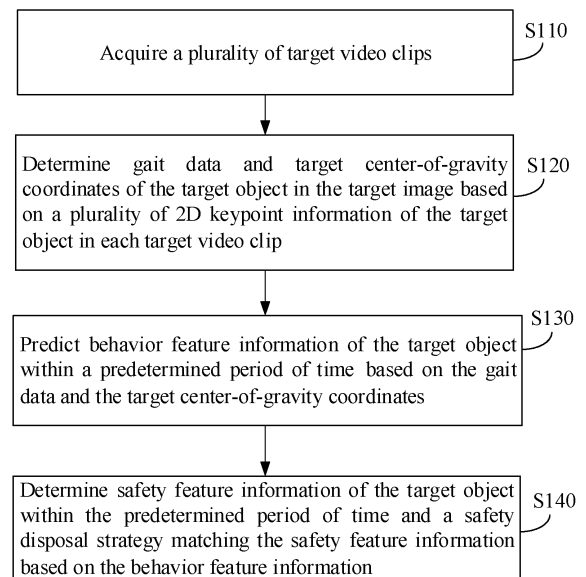 Acquire a plurality of target video clips
S110
Determine gait data and target center-of-gravity
coordinates of the target object in the target image based
on a plurality of 2D keypoint information of the target
object in each target video clip
S120
Predict behavior feature information of the target object
within a predetermined period of time based on the gait
data and the target center-of-gravity coordinates
S130
Determine safety feature information of the target object
within the predetermined period of time and a safety
disposal strategy matching the safety feature information
based on the behavior feature information
S140